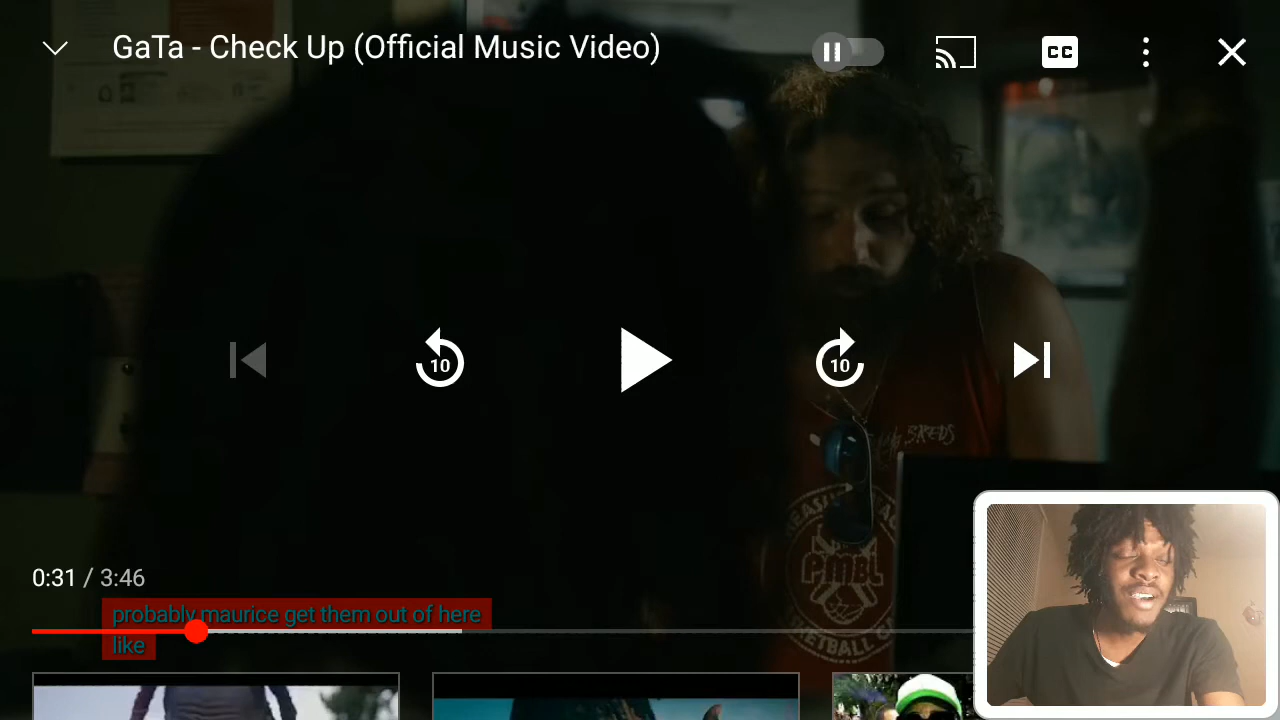 GaTa - Check Up (Official Music Video)
CC
10
10
BREUS
PMBL
0:31 / 3:46
probably maurice get them out of here
like